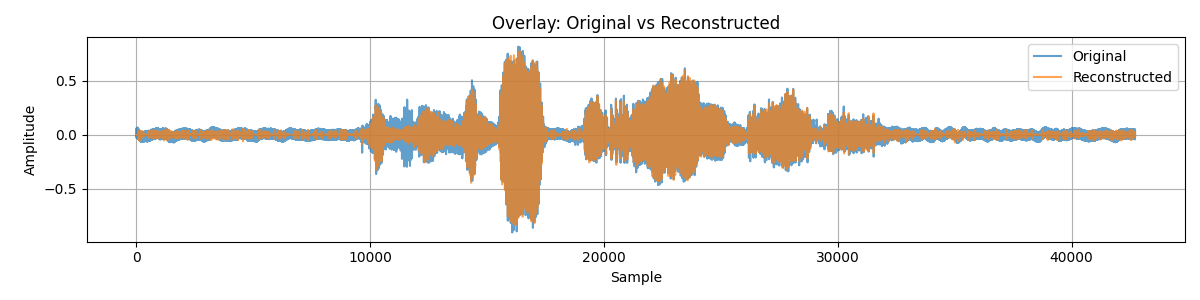 Overlay: Original vs Reconstructed
Original
Reconstructed
Amplitude
0.5
0.0
−0.5
0
10000
20000
30000
40000
Sample